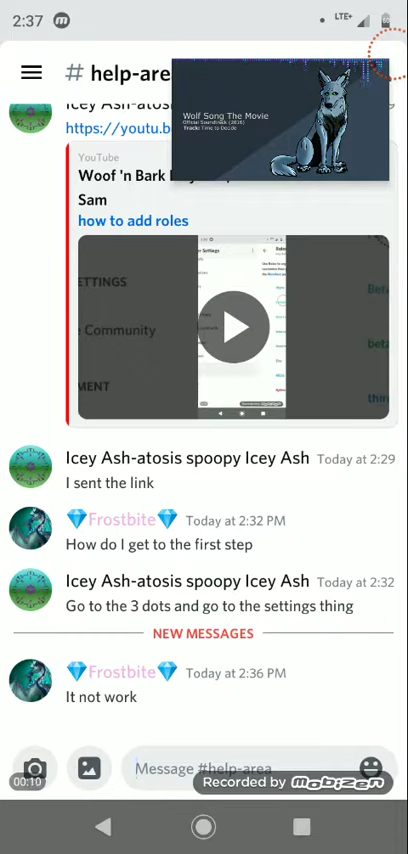 2:37
LTE+
65
# help-are
Wolf Song The Movie
Official Soundtrack (2016)
Track: Time to Decide
Icey Ash-atosis
https://youtu.b
YouTube
Woof 'n Bark
Sam
how to add roles
Settings
ETTINGS
e Community
MENT
Beta
beta
thir
Icey Ash-atosis spoopy Icey Ash Today at 2:29
I sent the link
💎Frostbite💎 Today at 2:32 PM
How do I get to the first step
Icey Ash-atosis spoopy Icey Ash Today at 2:32
Go to the 3 dots and go to the settings thing
NEW MESSAGES
💎Frostbite💎 Today at 2:36 PM
It not work
Message #help-area
00:10
Recorded by Mobizen